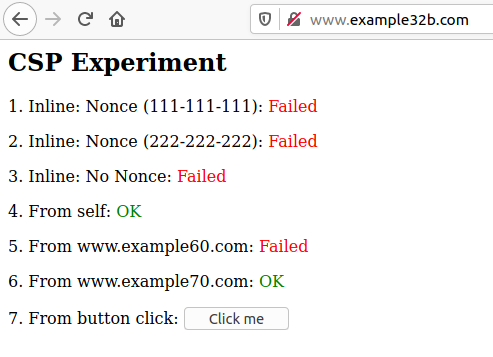 www.example32b.com
CSP Experiment
1. Inline: Nonce (111-111-111): Failed
2. Inline: Nonce (222-222-222): Failed
3. Inline: No Nonce: Failed
4. From self: OK
5. From www.example60.com: Failed
6. From www.example70.com: OK
7. From button click: Click me